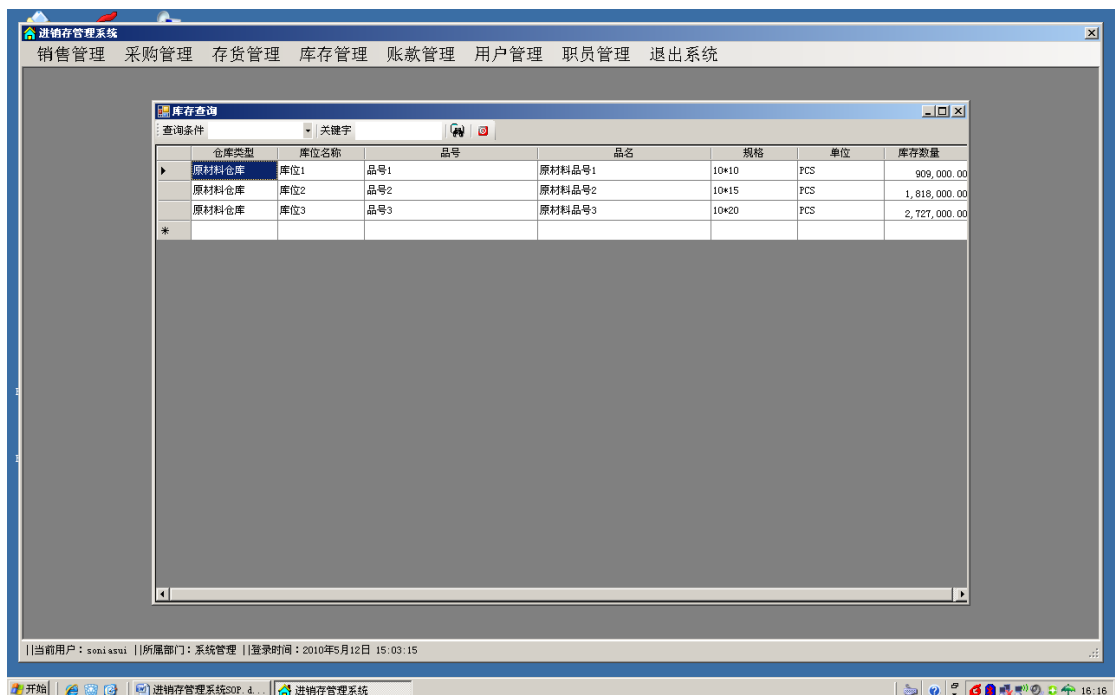 进销存管理系统
销售管理 采购管理 存货管理 库存管理 账款管理 用户管理 职员管理 退出系统
库存查询
查询条件 关键字
仓库类型 库位名称 品号 品名 规格 单位 库存数量
原材料仓库 库位1 品号1 原材料品号1 10*10 PCS 909,000.00
原材料仓库 库位2 品号2 原材料品号2 10*15 PCS 1,818,000.00
原材料仓库 库位3 品号3 原材料品号3 10*20 PCS 2,727,000.00
||当前用户：soniasui ||所属部门：系统管理 ||登录时间：2010年5月12日 15:03:15
开始 进销存管理系统SOP.d... 进销存管理系统 16:16